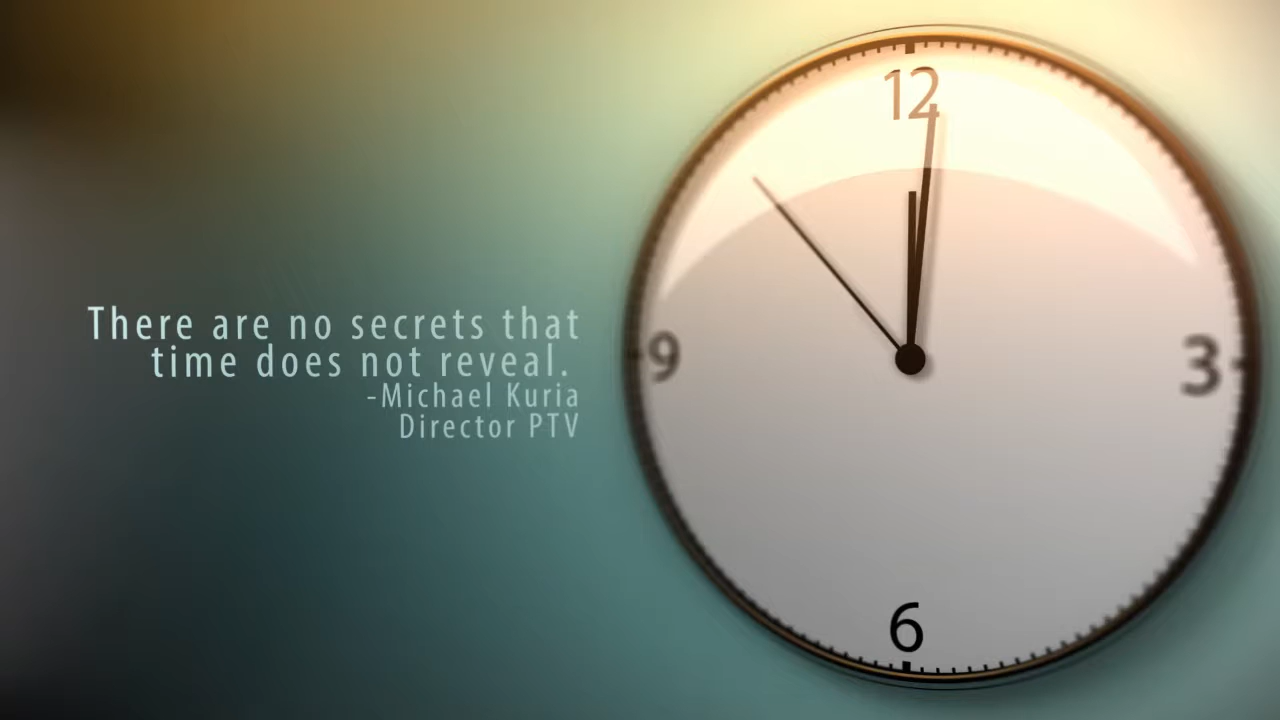 There are no secrets that
time does not reveal.
-Michael Kuria
Director PTV
12
9
3
6